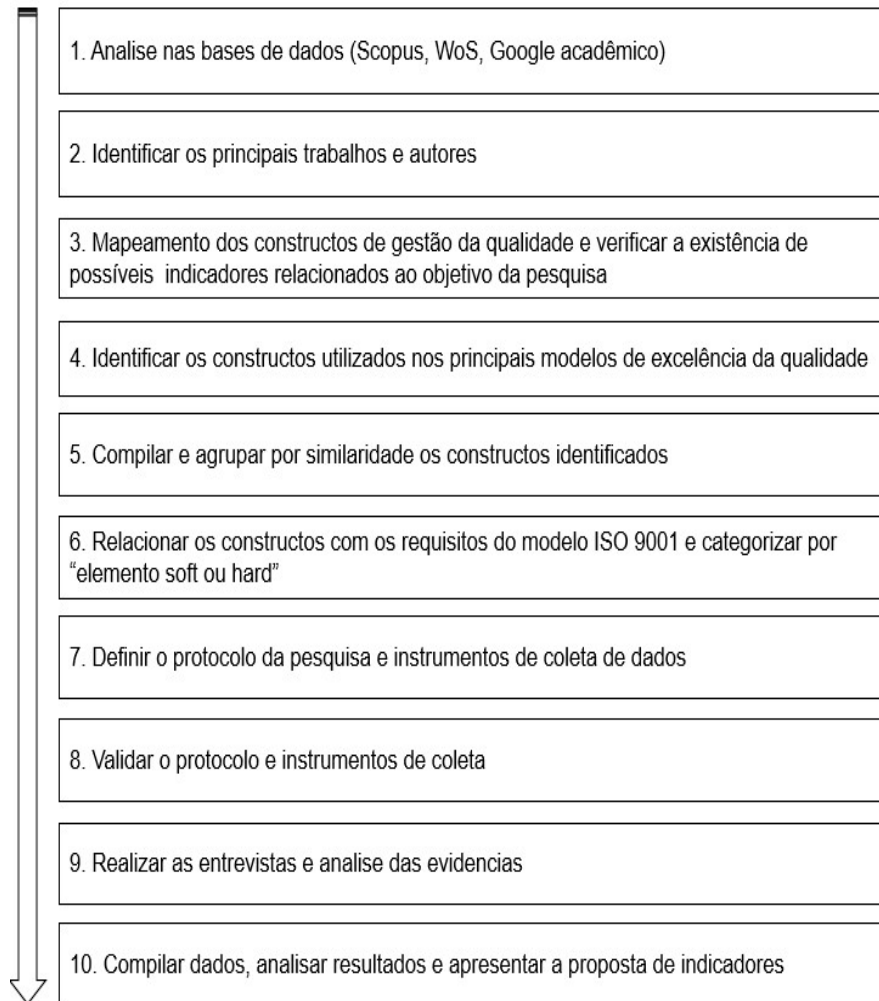 1. Analise nas bases de dados (Scopus, WoS, Google acadêmico)
2. Identificar os principais trabalhos e autores
3. Mapeamento dos constructos de gestão da qualidade e verificar a existência de
possíveis indicadores relacionados ao objetivo da pesquisa
4. Identificar os constructos utilizados nos principais modelos de excelência da qualidade
5. Compilar e agrupar por similaridade os constructos identificados
6. Relacionar os constructos com os requisitos do modelo ISO 9001 e categorizar por
“elemento soft ou hard”
7. Definir o protocolo da pesquisa e instrumentos de coleta de dados
8. Validar o protocolo e instrumentos de coleta
9. Realizar as entrevistas e analise das evidencias
10. Compilar dados, analisar resultados e apresentar a proposta de indicadores